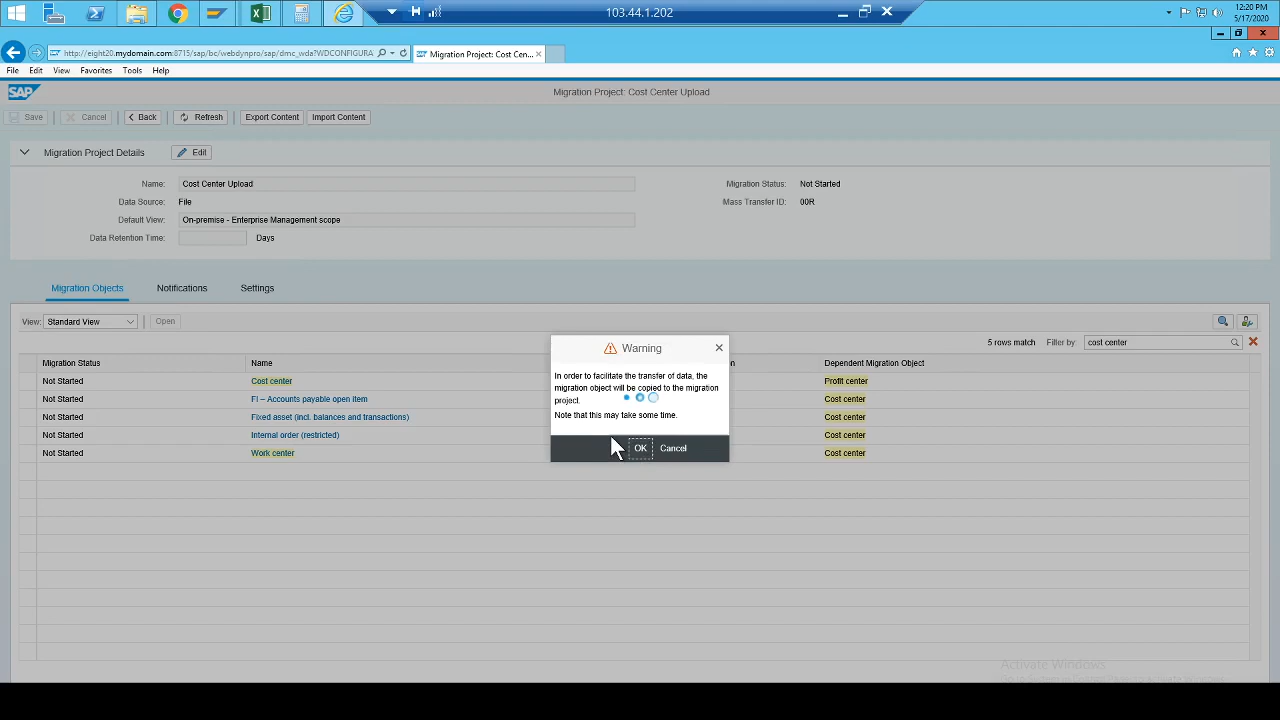 103.44.1.202
12:20 PM
5/17/2020
http://eight20.mydomain.com:8715/sap/bc/webdynpro/sap/dmc_wda?WDCONFIGURA
Migration Project: Cost Cen...
File Edit View Favorites Tools Help
SAP
Migration Project: Cost Center Upload
Save Cancel Back Refresh Export Content Import Content
Migration Project Details Edit
Name: Cost Center Upload Migration Status: Not Started
Data Source: File Mass Transfer ID: 00R
Default View: On-premise - Enterprise Management scope
Data Retention Time: Days
Migration Objects Notifications Settings
View: Standard View Open
5 rows match Filter by: cost center
Migration Status Name Dependent Migration Object
Not Started Cost center Profit center
Not Started FI – Accounts payable open item Cost center
Not Started Fixed asset (incl. balances and transactions) Cost center
Not Started Internal order (restricted) Cost center
Not Started Work center Cost center
Warning
In order to facilitate the transfer of data, the
migration object will be copied to the migration
project.
Note that this may take some time.
OK Cancel
Activate Windows